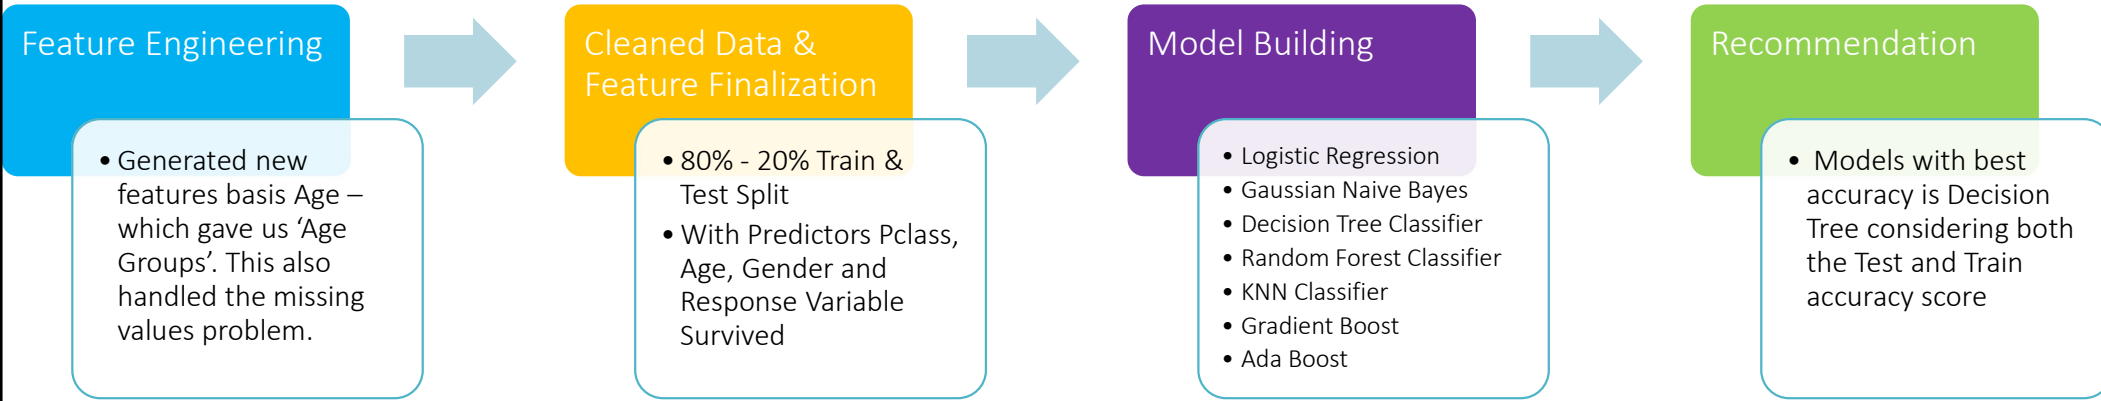 Feature Engineering
• Generated new
features basis Age –
which gave us ‘Age
Groups’. This also
handled the missing
values problem.
Cleaned Data &
Feature Finalization
• 80% - 20% Train &
Test Split
• With Predictors Pclass,
Age, Gender and
Response Variable
Survived
Model Building
• Logistic Regression
• Gaussian Naive Bayes
• Decision Tree Classifier
• Random Forest Classifier
• KNN Classifier
• Gradient Boost
• Ada Boost
Recommendation
• Models with best
accuracy is Decision
Tree considering both
the Test and Train
accuracy score